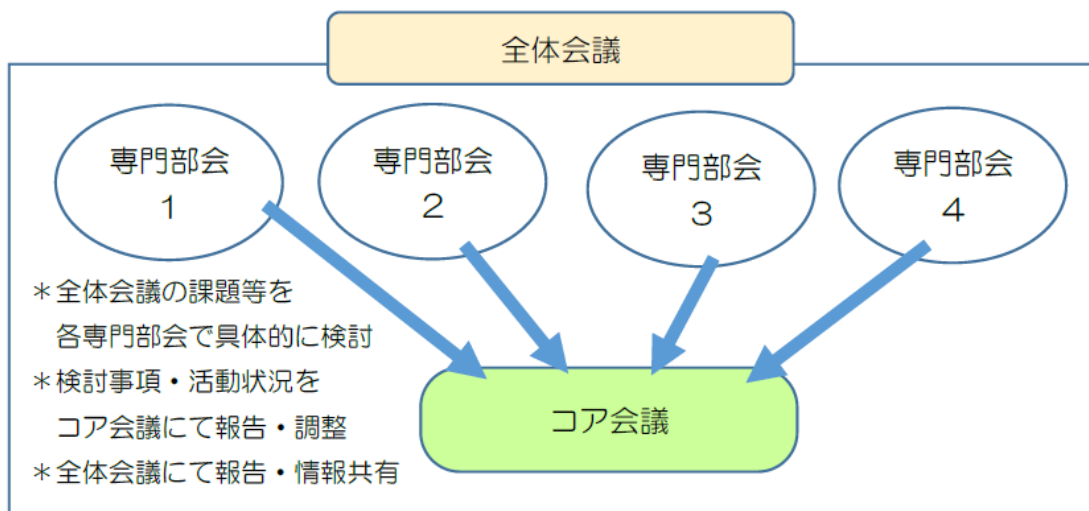 全体会議
専門部会
1
専門部会
2
専門部会
3
専門部会
4
＊全体会議の課題等を
各専門部会で具体的に検討
＊検討事項・活動状況を
コア会議にて報告・調整
＊全体会議にて報告・情報共有
コア会議